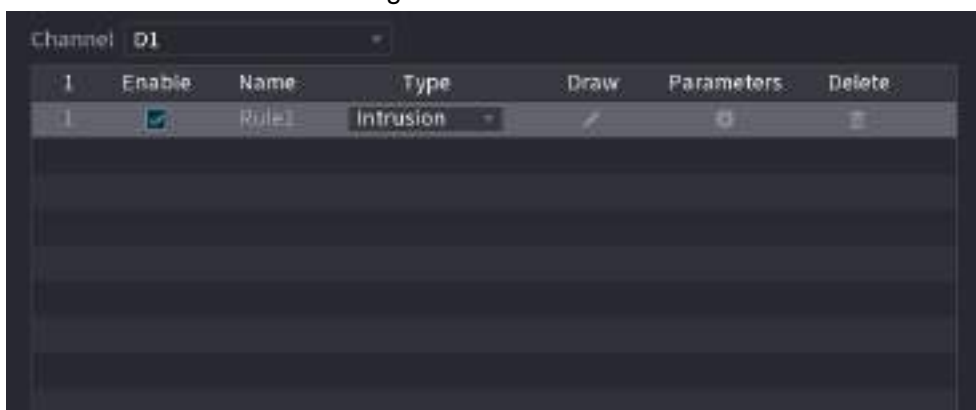 Channel D1
1 Enable Name Type Draw Parameters Delete
1 Rule1 Intrusion